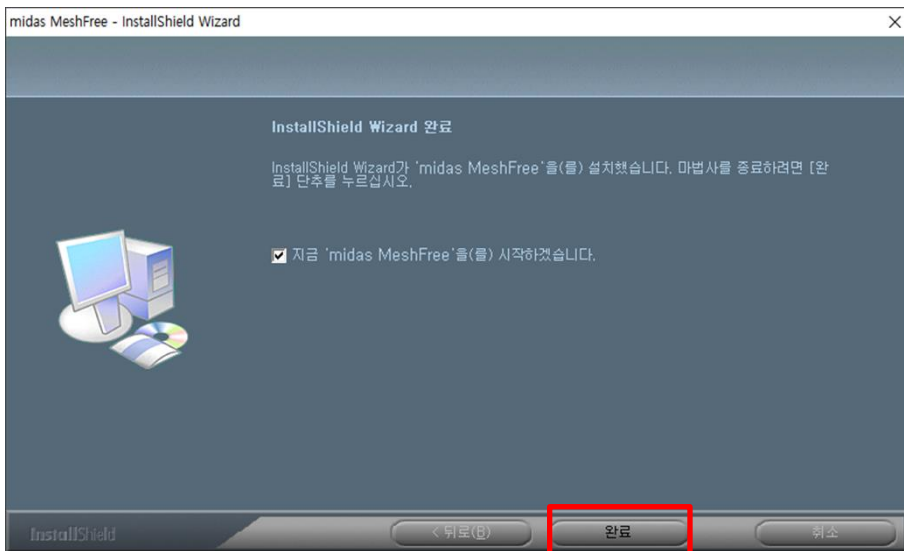 midas MeshFree - InstallShield Wizard
InstallShield Wizard 완료
InstallShield Wizard가 'midas MeshFree'을(를) 설치했습니다. 마법사를 종료하려면 [완
료] 단추를 누르십시오.
지금 'midas MeshFree'을(를) 시작하겠습니다.
InstallShield
< 뒤로(B)
완료
취소